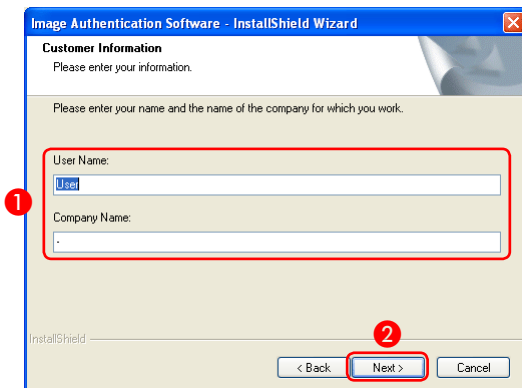 Image Authentication Software - InstallShield Wizard
Customer Information
Please enter your information.
Please enter your name and the name of the company for which you work.
User Name:
1
User
Company Name:
-
2
InstallShield
< Back
Next >
Cancel